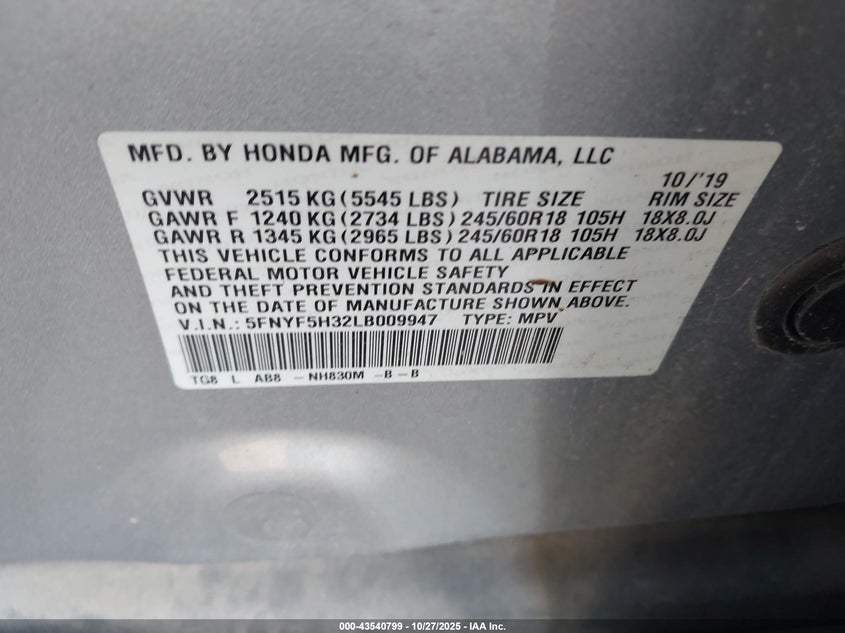 MFD. BY HONDA MFG. OF ALABAMA, LLC
10/'19
GVWR 2515 KG (5545 LBS) TIRE SIZE RIM SIZE
GAWR F 1240 KG (2734 LBS) 245/60R18 105H 18X8.0J
GAWR R 1345 KG (2965 LBS) 245/60R18 105H 18X8.0J
THIS VEHICLE CONFORMS TO ALL APPLICABLE
FEDERAL MOTOR VEHICLE SAFETY
AND THEFT PREVENTION STANDARDS IN EFFECT
ON THE DATE OF MANUFACTURE SHOWN ABOVE.
V.I.N.: 5FNYF5H32LB009947 TYPE: MPV
TG8 L AB8 - NH830M - B - B
000-43540799 | 10/27/2025 | IAA Inc.